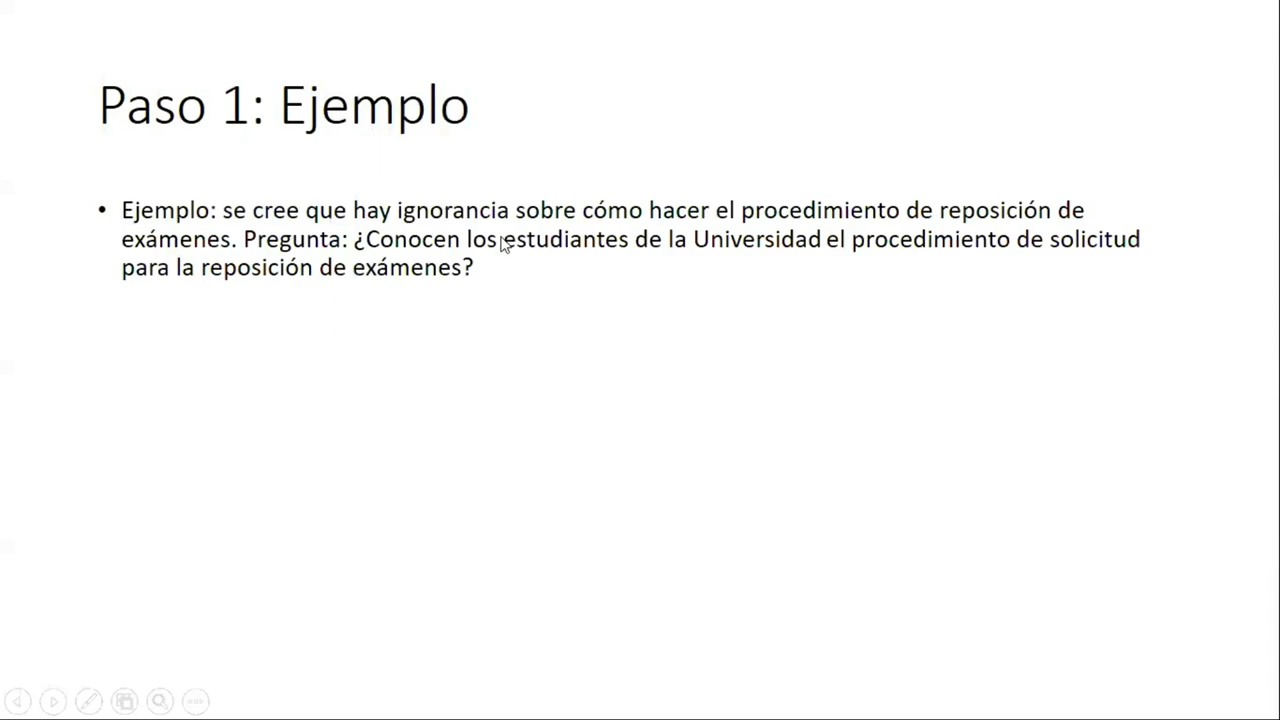 Paso 1: Ejemplo
• Ejemplo: se cree que hay ignorancia sobre cómo hacer el procedimiento de reposición de
exámenes. Pregunta: ¿Conocen los estudiantes de la Universidad el procedimiento de solicitud
para la reposición de exámenes?